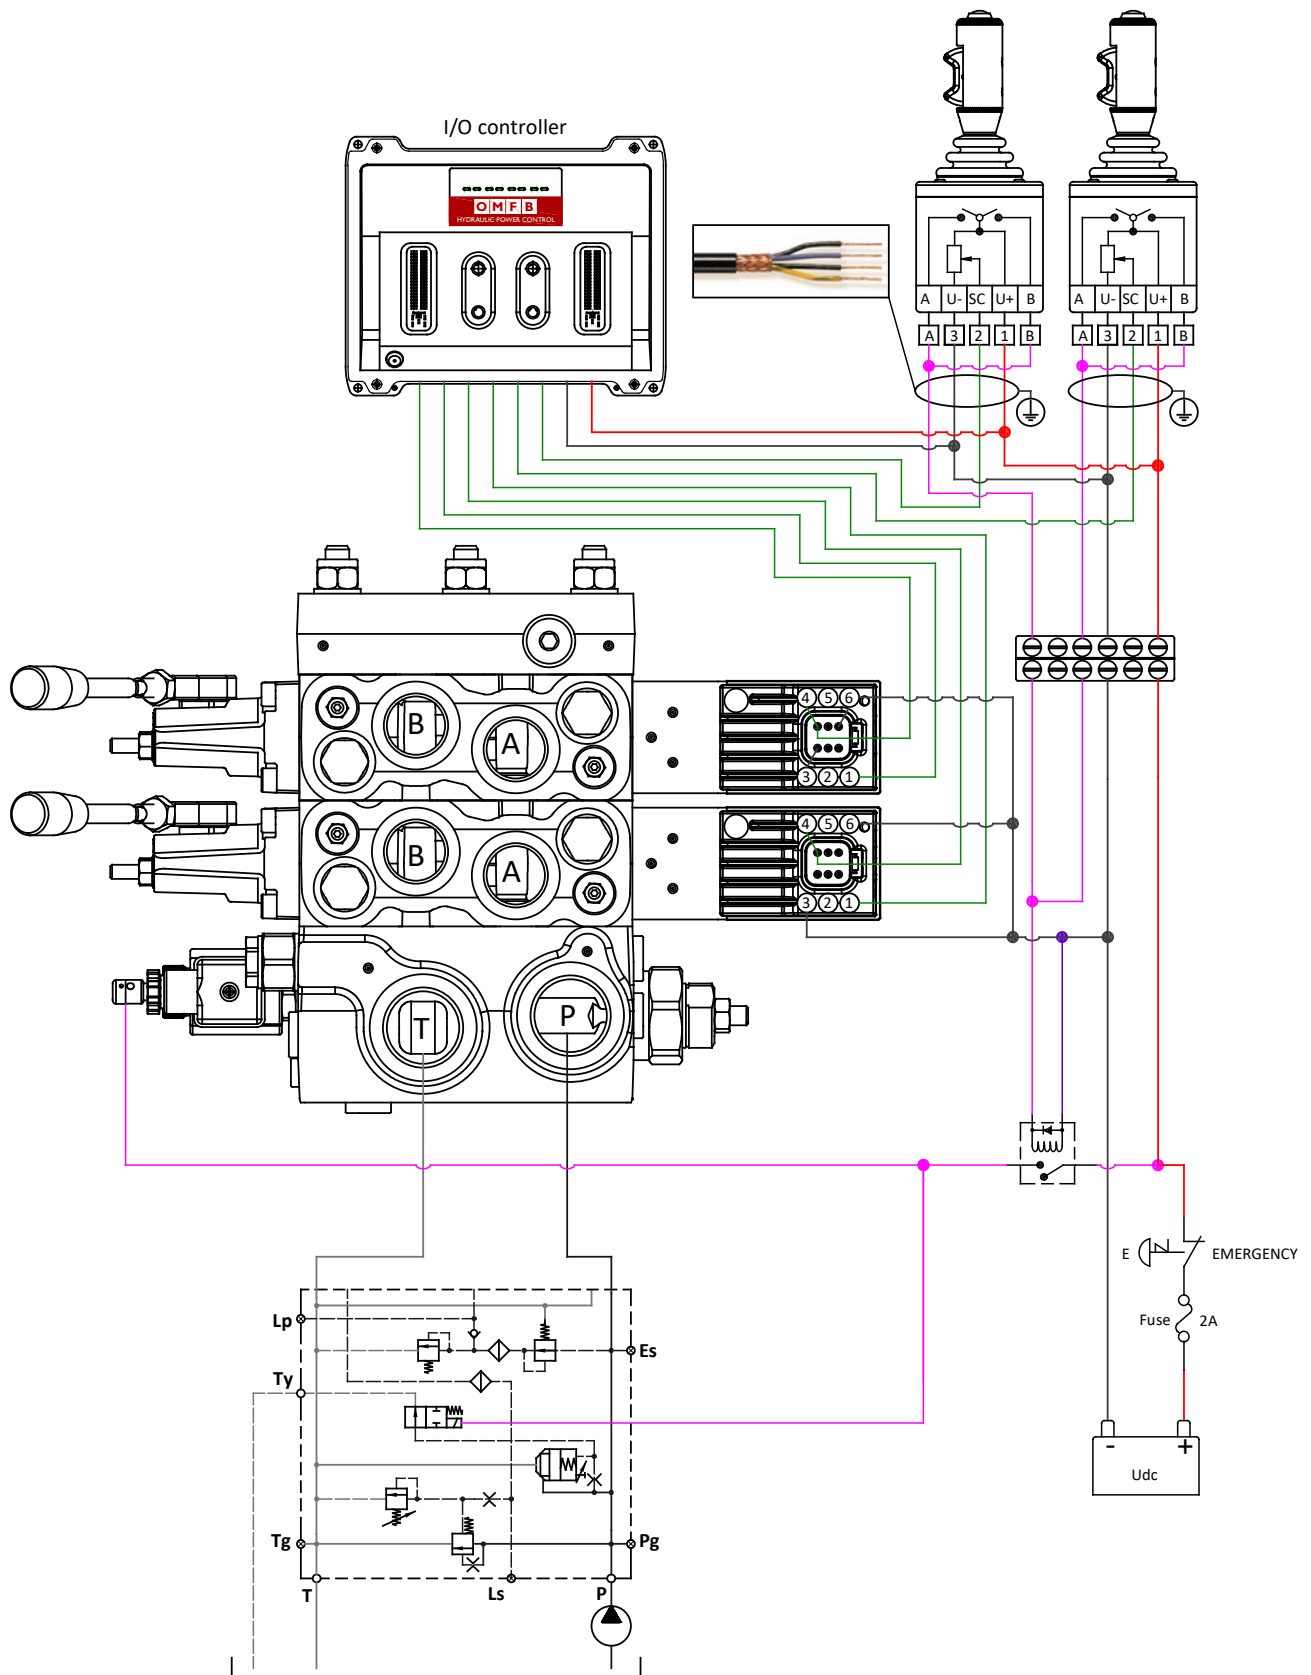 I/O controller
OMFB
HYDRAULIC POWER CONTROL
A U- SC U+ B
A U- SC U+ B
A 3 2 1 B
A 3 2 1 B
4 5 6
B
A
3 2 1
4 5 6
B
A
3 2 1
T
P
E
EMERGENCY
Fuse 2A
Lp
Es
Ty
- +
Udc
Tg
Pg
T
Ls
P